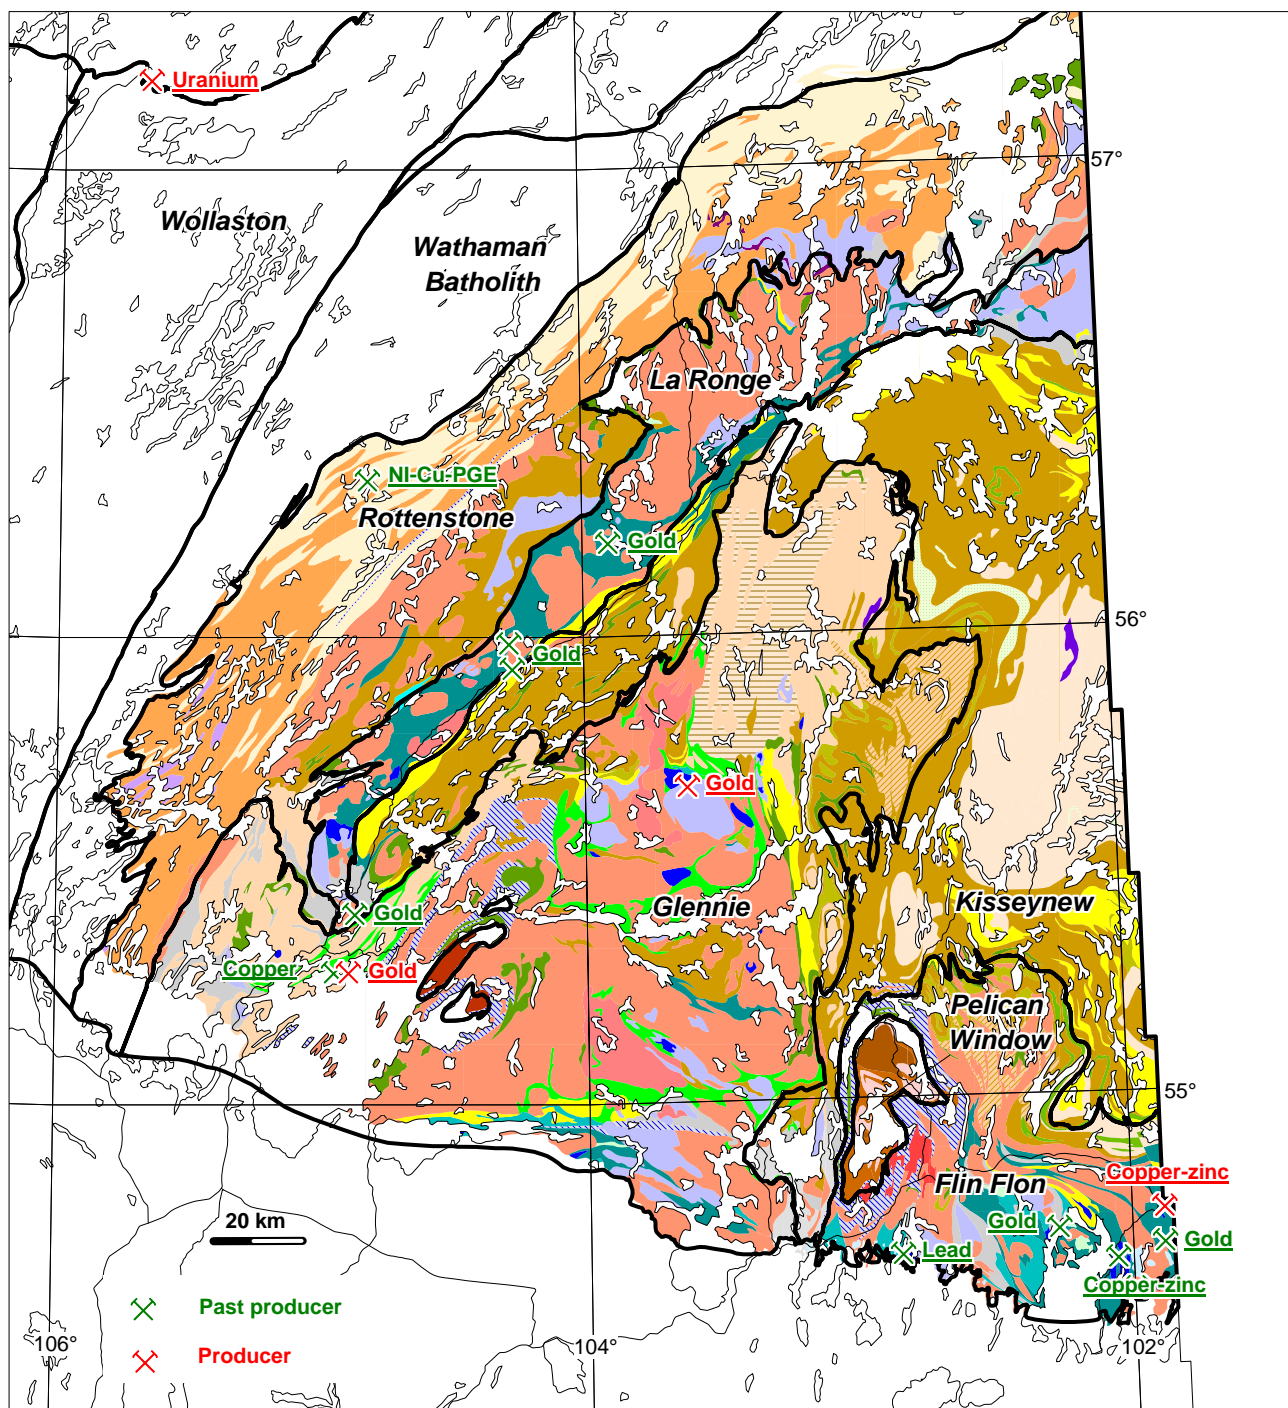 Uranium
57°
Wollaston
Wathaman
Batholith
La Ronge
NI-Cu-PGE
Rottenstone
Gold
56°
Gold
Gold
Glennie
Kisseynew
Gold
Copper
Gold
Pelican
Window
55°
Copper-zinc
Flin Flon
20 km
Gold
Gold
Lead
Copper-zinc
Past producer
Producer
106°
104°
102°